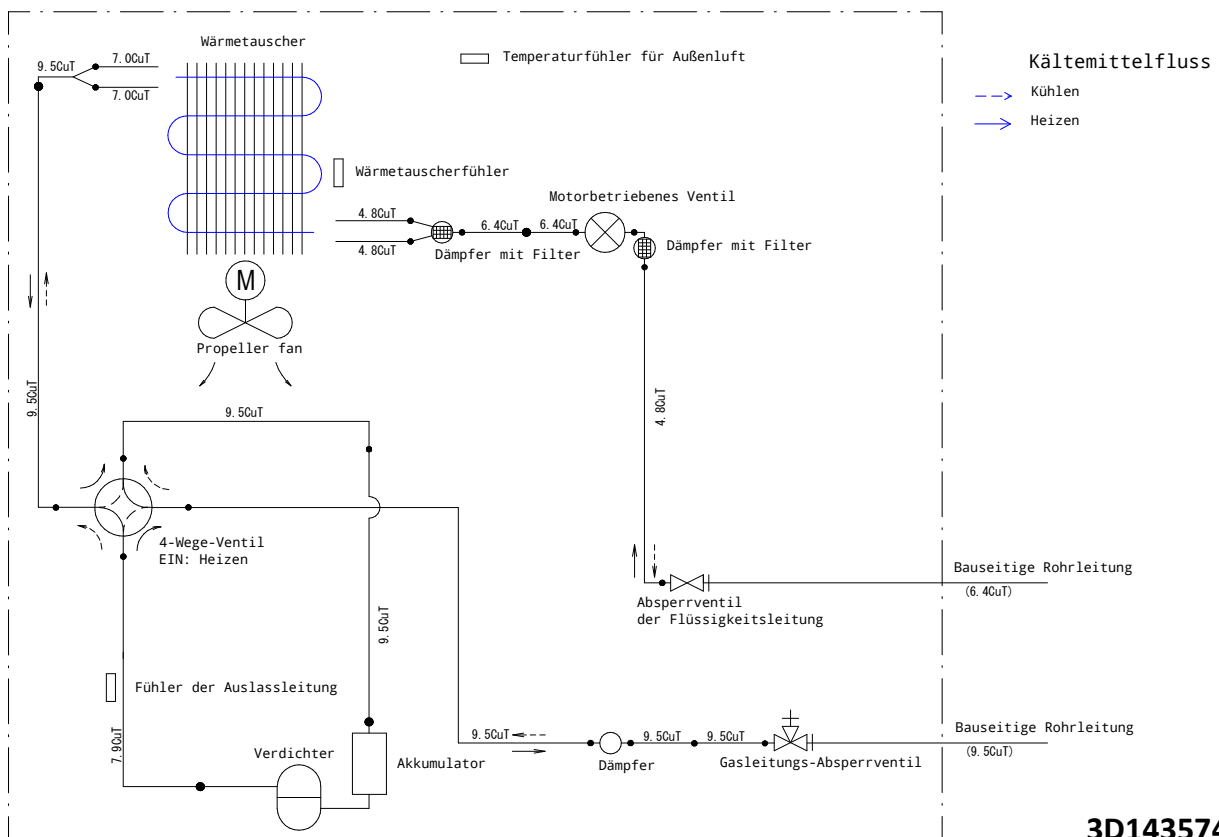 Wärmetauscher
Temperaturfühler für Außenluft
7.0CuT
9.5CuT
7.0CuT
Kältemittelfluss
Kühlen
Heizen
Wärmetauscherfühler
Motorbetriebenes Ventil
4.8CuT
6.4CuT
6.4CuT
4.8CuT
Dämpfer mit Filter
Dämpfer mit Filter
M
Propeller fan
9.5CuT
9.5CuT
4.8CuT
4-Wege-Ventil
EIN: Heizen
Bauseitige Rohrleitung
(6.4CuT)
Absperrventil
der Flüssigkeitsleitung
9.5CuT
Fühler der Auslassleitung
7.9CuT
Verdichter
Akkumulator
9.5CuT
Dämpfer
9.5CuT
9.5CuT
Gasleitungs-Absperrventil
Bauseitige Rohrleitung
(9.5CuT)
3D143574